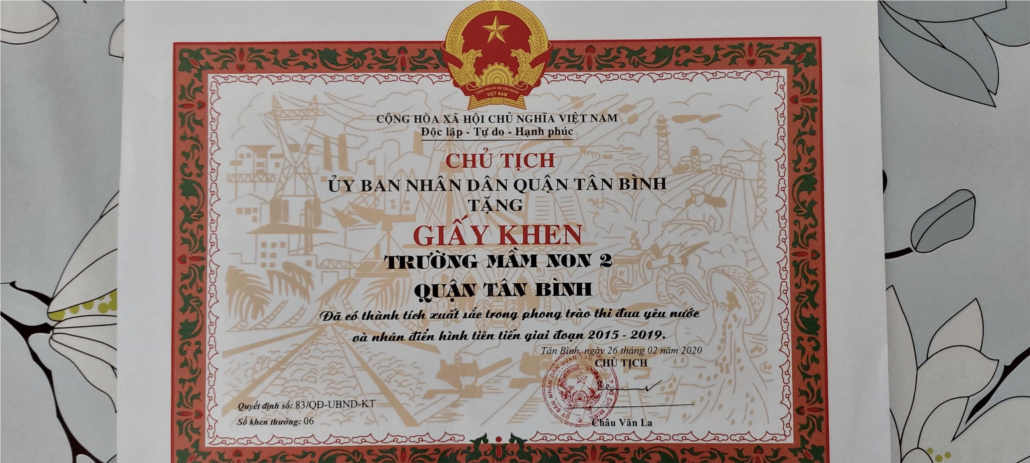 CỘNG HÒA XÃ HỘI CHỦ NGHĨA VIỆT NAM
Độc lập - Tự do - Hạnh phúc
CHỦ TỊCH
ỦY BAN NHÂN DÂN QUẬN TÂN BÌNH
TẶNG
GIẤY KHEN
TRƯỜNG MẦM NON 2
QUẬN TÂN BÌNH
Đã có thành tích xuất sắc trong phong trào thi đua yêu nước
và nhân điển hình tiên tiến giai đoạn 2015 - 2019.
Tân Bình, ngày 26 tháng 02 năm 2020
CHỦ TỊCH
Quyết định số: 83/QĐ-UBND-KT
Số khen thưởng: 06
Châu Văn La